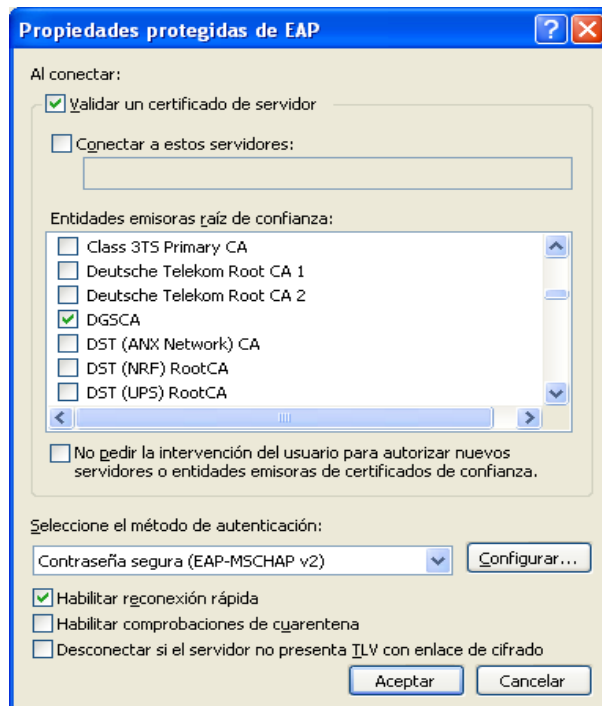 Propiedades protegidas de EAP
Al conectar:
Validar un certificado de servidor
Conectar a estos servidores:
Entidades emisoras raíz de confianza:
Class 3TS Primary CA
Deutsche Telekom Root CA 1
Deutsche Telekom Root CA 2
DGSCA
DST (ANX Network) CA
DST (NRF) RootCA
DST (UPS) RootCA
No pedir la intervención del usuario para autorizar nuevos
servidores o entidades emisoras de certificados de confianza.
Seleccione el método de autenticación:
Contraseña segura (EAP-MSCHAP v2)
Configurar...
Habilitar reconexión rápida
Habilitar comprobaciones de cuarentena
Desconectar si el servidor no presenta TLV con enlace de cifrado
Aceptar
Cancelar